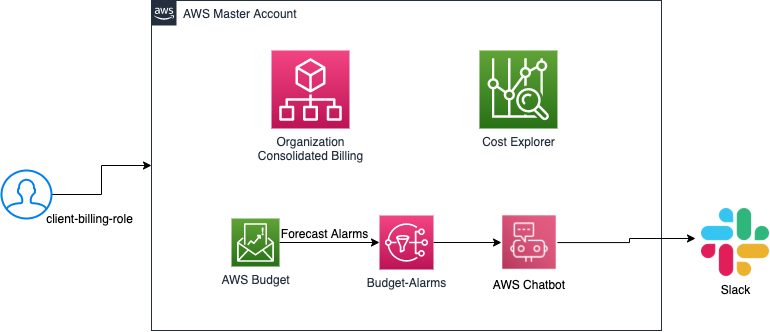 aws
AWS Master Account
Organization
Consolidated Billing
Cost Explorer
client-billing-role
Forecast Alarms
AWS Budget
Budget-Alarms
AWS Chatbot
Slack